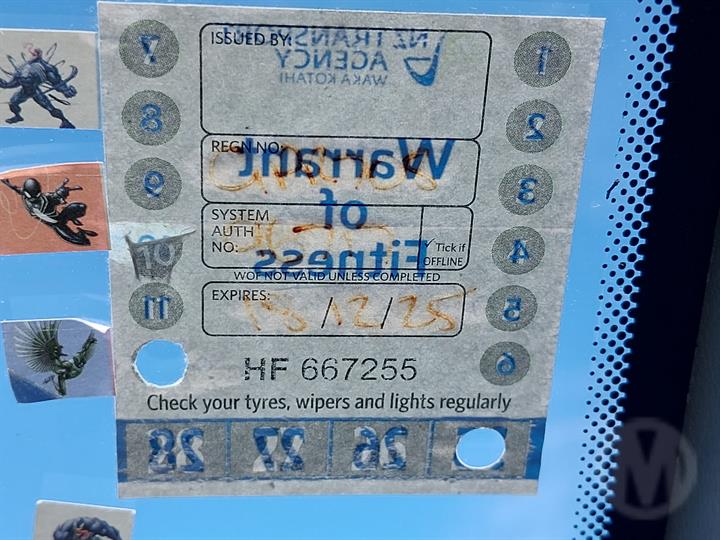 ISSUED BY:
NZ TRANSPORT
AGENCY
WAKA KOTAHI
7
1
8
2
REGN NO:
Warrant
9
3
SYSTEM
AUTH
NO:
of
Tick if
OFFLINE
10
4
Fitness
WOF NOT VALID UNLESS COMPLETED
11
5
EXPIRES: 18/12/25
HF 667255
6
Check your tyres, wipers and lights regularly
28 27 26
M